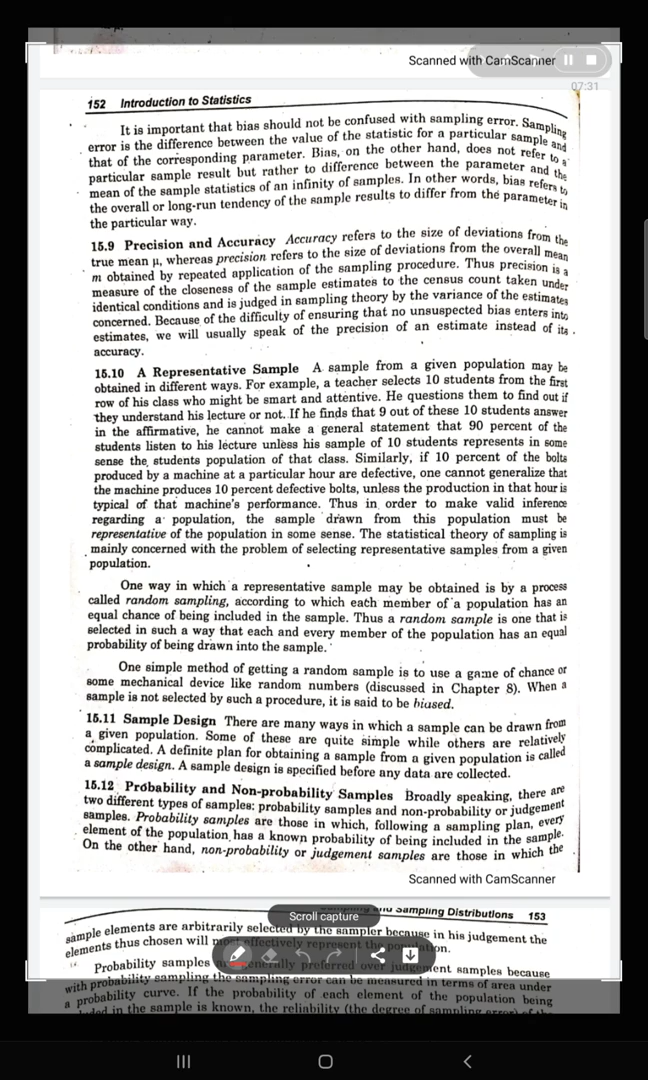 Scanned with CamScanner
07:31
152 Introduction to Statistics
It is important that bias should not be confused with sampling error. Sampling
error is the difference between the value of the statistic for a particular sample and
that of the corresponding parameter. Bias, on the other hand, does not refer to a
particular sample result but rather to difference between the parameter and the
mean of the sample statistics of an infinity of samples. In other words, bias refers to
the overall or long-run tendency of the sample results to differ from the parameter in
the particular way.
15.9 Precision and Accuracy Accuracy refers to the size of deviations from the
true mean μ, whereas precision refers to the size of deviations from the overall mean
m obtained by repeated application of the sampling procedure. Thus precision is a
measure of the closeness of the sample estimates to the census count taken under
identical conditions and is judged in sampling theory by the variance of the estimates
concerned. Because of the difficulty of ensuring that no unsuspected bias enters into
estimates, we will usually speak of the precision of an estimate instead of its
accuracy.
15.10 A Representative Sample A sample from a given population may be
obtained in different ways. For example, a teacher selects 10 students from the first
row of his class who might be smart and attentive. He questions them to find out if
they understand his lecture or not. If he finds that 9 out of these 10 students answer
in the affirmative, he cannot make a general statement that 90 percent of the
students listen to his lecture unless his sample of 10 students represents in some
sense the students population of that class. Similarly, if 10 percent of the bolts
produced by a machine at a particular hour are defective, one cannot generalize that
the machine produces 10 percent defective bolts, unless the production in that hour is
typical of that machine's performance. Thus in order to make valid inference
regarding a population, the sample drawn from this population must be
representative of the population in some sense. The statistical theory of sampling is
mainly concerned with the problem of selecting representative samples from a given
population.
One way in which a representative sample may be obtained is by a process
called random sampling, according to which each member of a population has an
equal chance of being included in the sample. Thus a random sample is one that is
selected in such a way that each and every member of the population has an equal
probability of being drawn into the sample.
One simple method of getting a random sample is to use a game of chance or
some mechanical device like random numbers (discussed in Chapter 8). When a
sample is not selected by such a procedure, it is said to be biased.
15.11 Sample Design There are many ways in which a sample can be drawn from
a given population. Some of these are quite simple while others are relatively
complicated. A definite plan for obtaining a sample from a given population is called
a sample design. A sample design is specified before any data are collected.
15.12 Probability and Non-probability Samples Broadly speaking, there are
two different types of samples: probability samples and non-probability or judgement
samples. Probability samples are those in which, following a sampling plan, every
element of the population has a known probability of being included in the sample.
On the other hand, non-probability or judgement samples are those in which the
Scanned with CamScanner
Scroll capture
and Sampling Distributions 153
sample elements are arbitrarily selected by the sampler because in his judgement the
elements thus chosen will most effectively represent the population.
Probability samples are generally preferred over judgement samples because
with probability sampling the sampling error can be measured in terms of area under
a probability curve. If the probability of each element of the population being
in the sample is known, the reliability (the degree of sampling error) of the